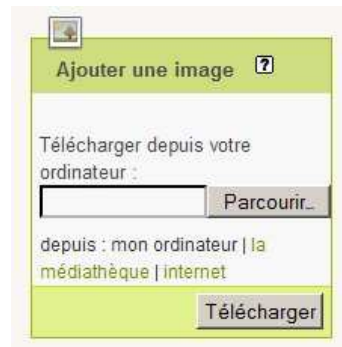 Ajouter une image ?
Télécharger depuis votre
ordinateur :
Parcourir...
depuis : mon ordinateur | la
médiathèque | internet
Télécharger